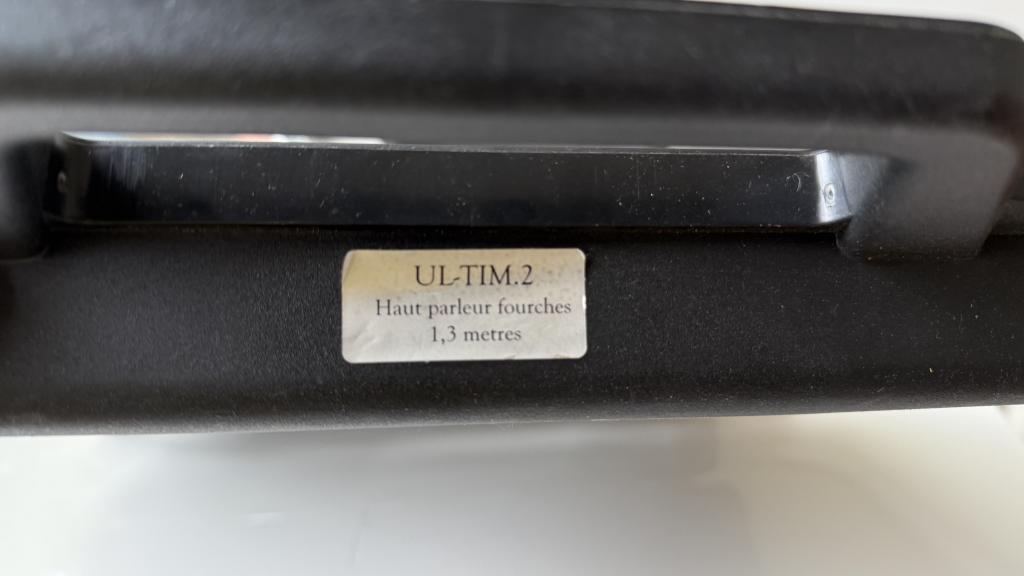 UL-TIM.2
Haut parleur fourches
1,3 metres